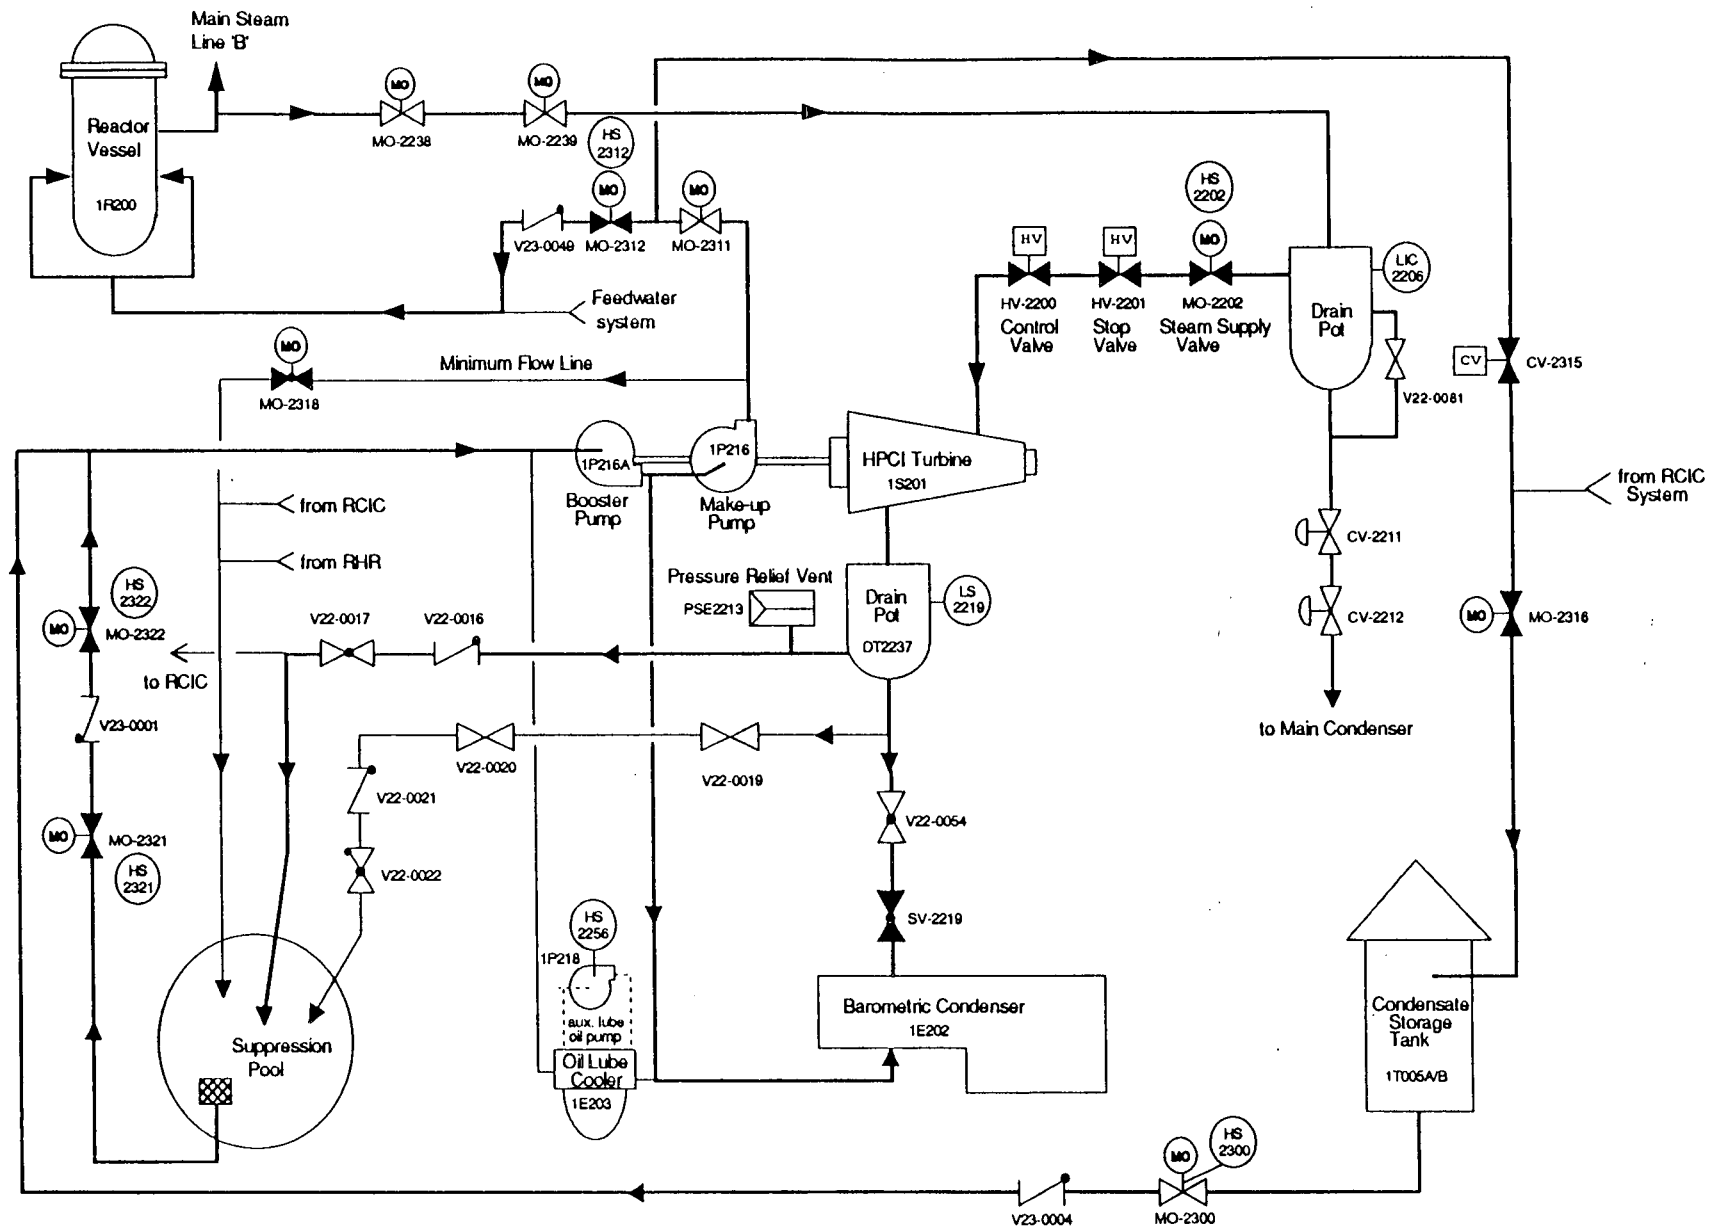 Main Steam
Line 'B'
Reactor
Vessel
1R200
MO
MO-2238
MO
MO-2239
HS
2312
MO
MO-2312
MO
MO-2311
V23-0049
Feedwater
system
HS
2202
HV
HV-2200
Control
Valve
HV
HV-2201
Stop
Valve
MO
MO-2202
Steam Supply
Valve
LIC
2206
Drain
Pot
V22-0081
CV
CV-2315
MO
MO-2318
Minimum Flow Line
1P216A
Booster
Pump
1P216
Make-up
Pump
HPCI Turbine
1S201
from RCIC
System
from RCIC
from RHR
CV-2211
CV-2212
to Main Condenser
MO
MO-2316
HS
2322
MO
MO-2322
to RCIC
V22-0017
V22-0016
Pressure Relief Vent
PSE2213
Drain
Pot
DT2237
LS
2219
V23-0001
V22-0020
V22-0019
V22-0021
V22-0022
V22-0054
MO
MO-2321
HS
2321
SV-2219
HS
2256
1P218
aux. lube
oil pump
Oil Lube
Cooler
1E203
Suppression
Pool
Barometric Condenser
1E202
Condensate
Storage
Tank
1T005A/B
V23-0004
MO
HS
2300
MO-2300